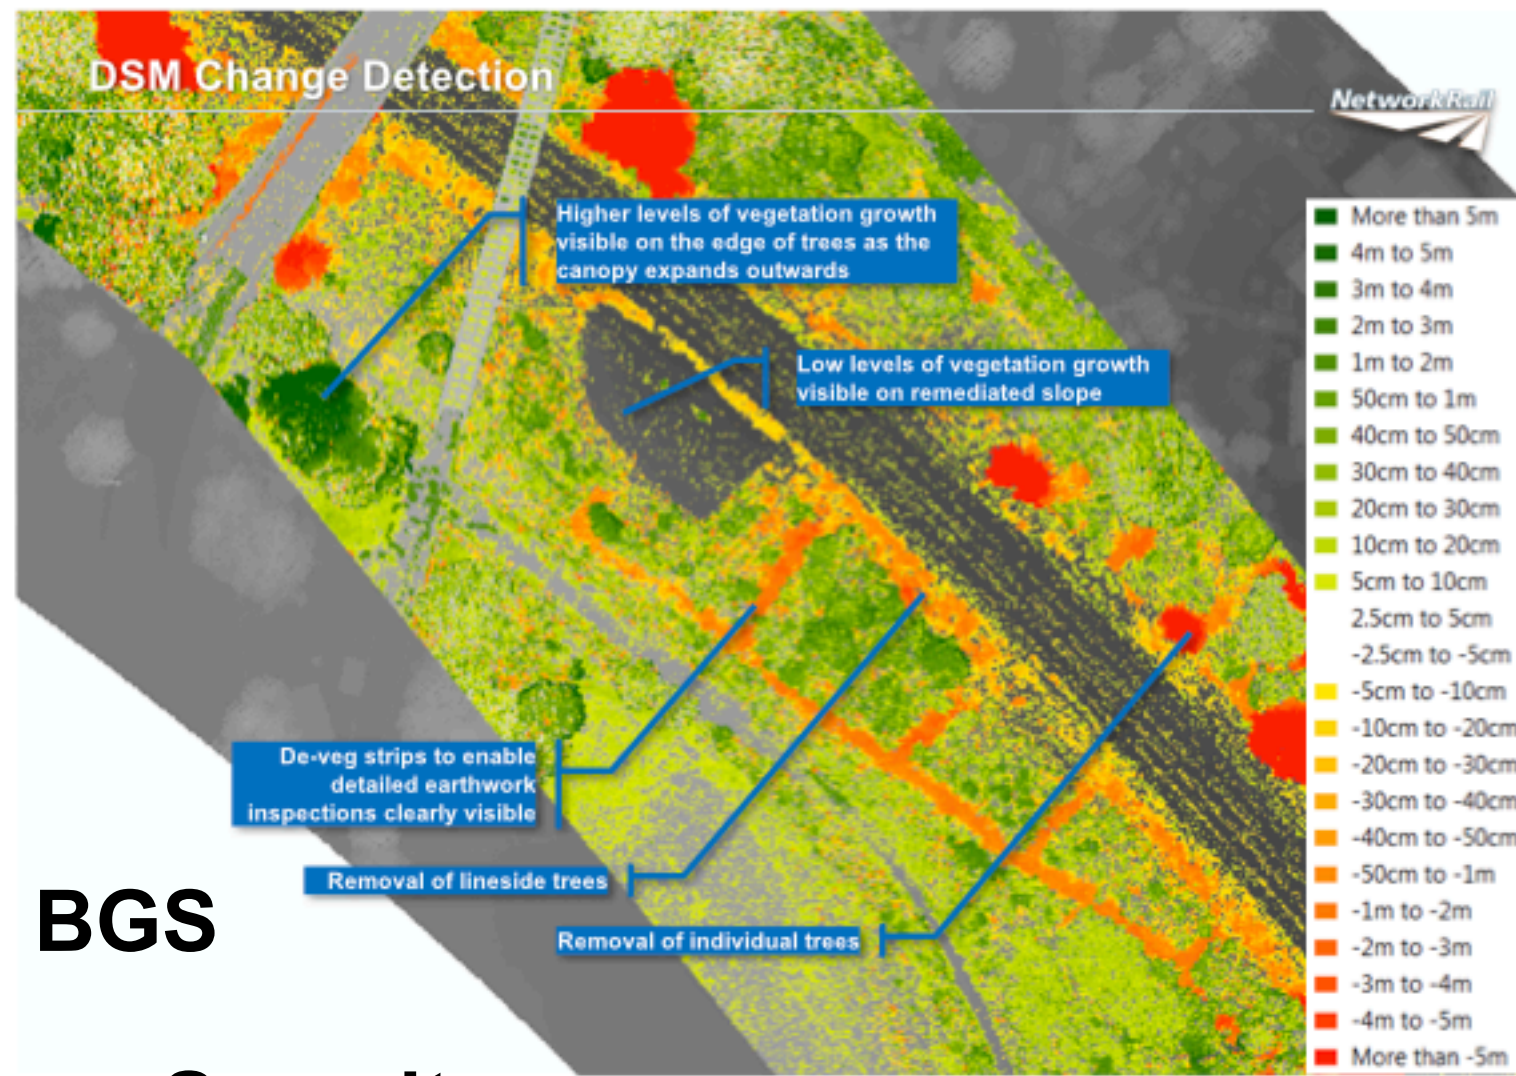 DSM Change Detection
NetworkRail
Higher levels of vegetation growth
visible on the edge of trees as the
canopy expands outwards
Low levels of vegetation growth
visible on remediated slope
De-veg strips to enable
detailed earthwork
inspections clearly visible
Removal of lineside trees
Removal of individual trees
BGS
More than 5m
4m to 5m
3m to 4m
2m to 3m
1m to 2m
50cm to 1m
40cm to 50cm
30cm to 40cm
20cm to 30cm
10cm to 20cm
5cm to 10cm
2.5cm to 5cm
-2.5cm to -5cm
-5cm to -10cm
-10cm to -20cm
-20cm to -30cm
-30cm to -40cm
-40cm to -50cm
-50cm to -1m
-1m to -2m
-2m to -3m
-3m to -4m
-4m to -5m
More than -5m